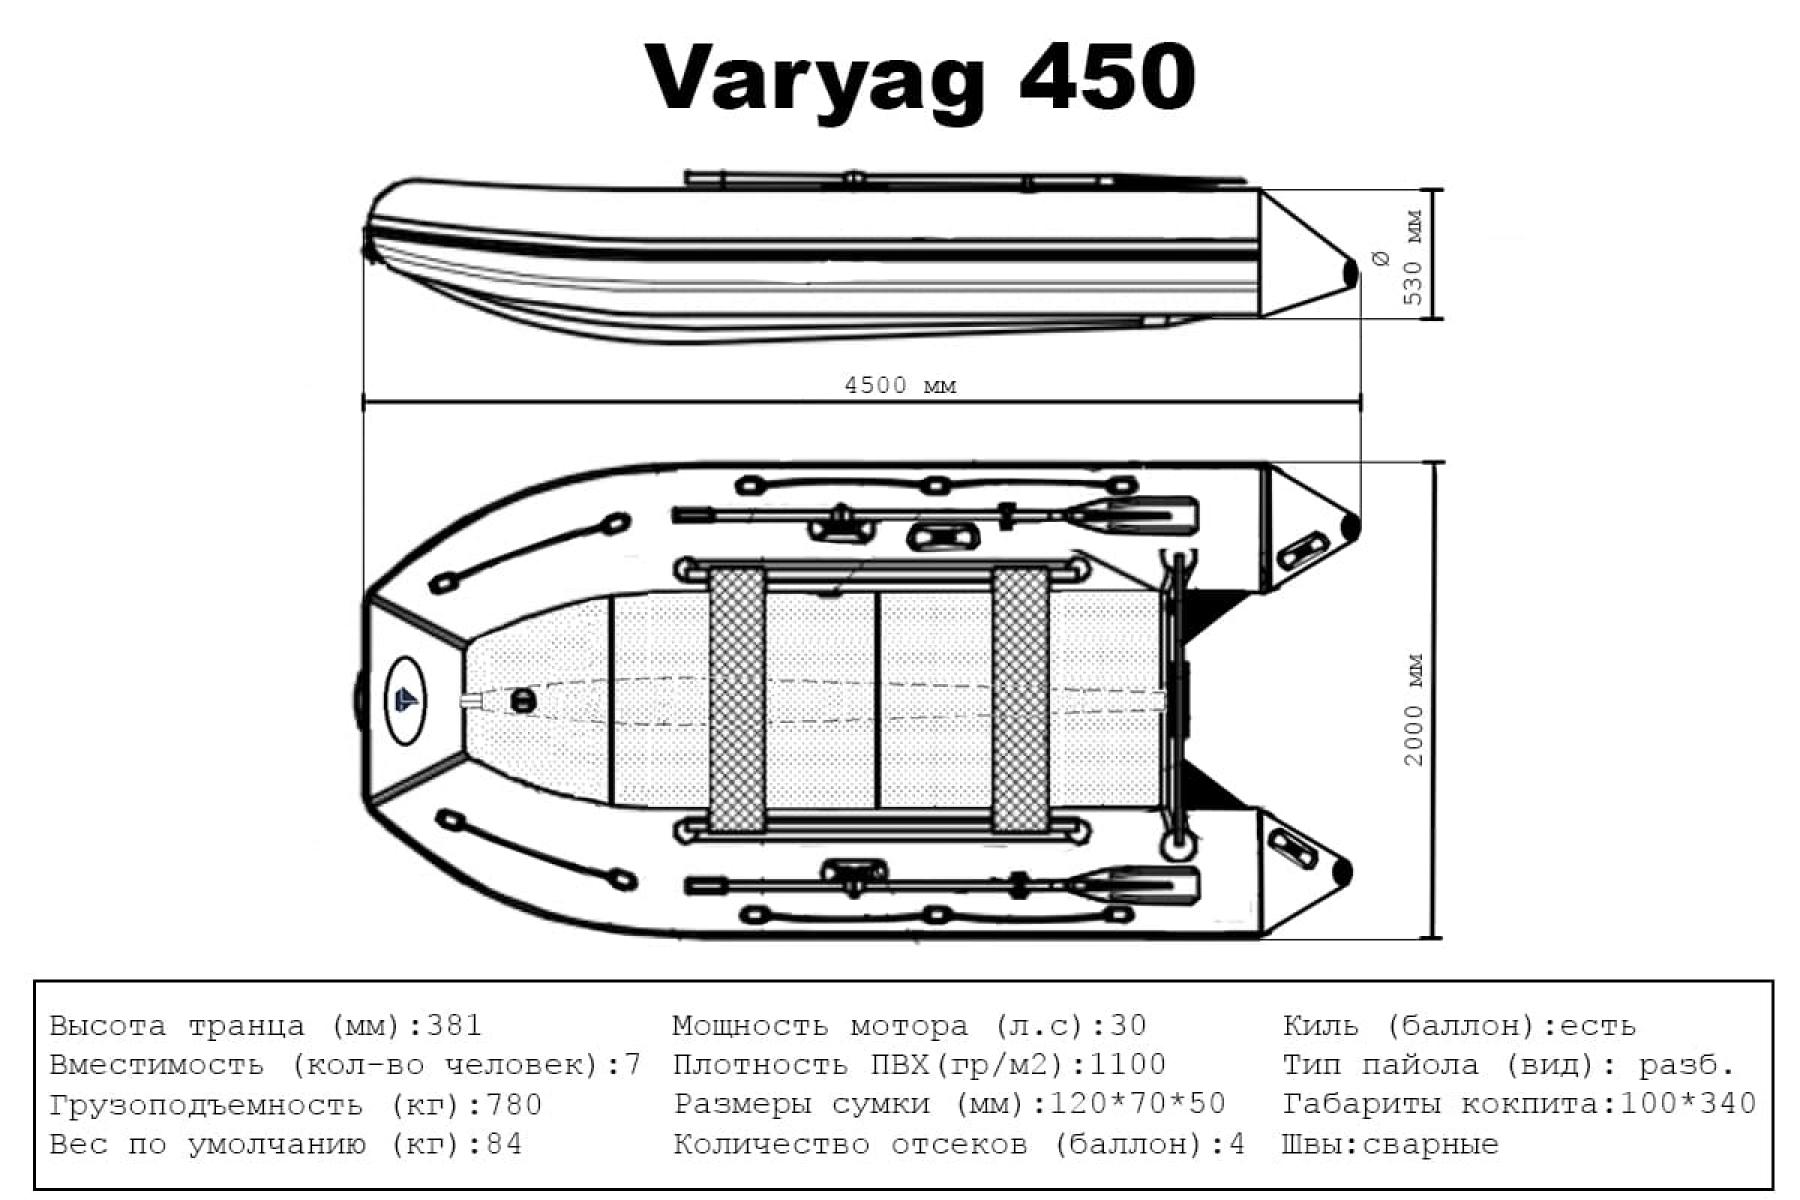 Varyag 450
Ø
530 мм
4500 мм
2000 мм
Высота транца (мм):381
Вместимость (кол-во человек):7
Грузоподъемность (кг):780
Вес по умолчанию (кг):84
Мощность мотора (л.с):30
Плотность ПВХ(гр/м2):1100
Размеры сумки (мм):120*70*50
Количество отсеков (баллон):4
Киль (баллон):есть
Тип пайола (вид): разб.
Габариты кокпита:100*340
Швы:сварные